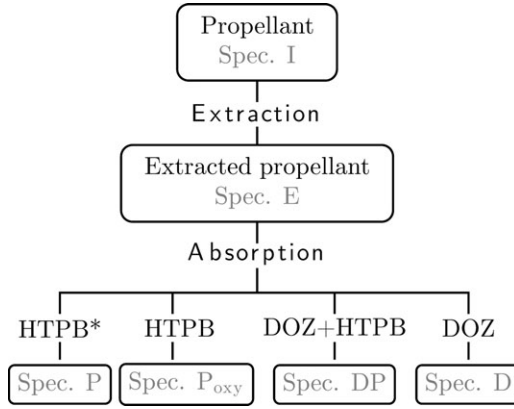 Propellant
Spec. I
Extraction
Extracted propellant
Spec. E
Absorption
HTPB* HTPB DOZ+HTPB DOZ
Spec. P Spec. Poxy Spec. DP Spec. D